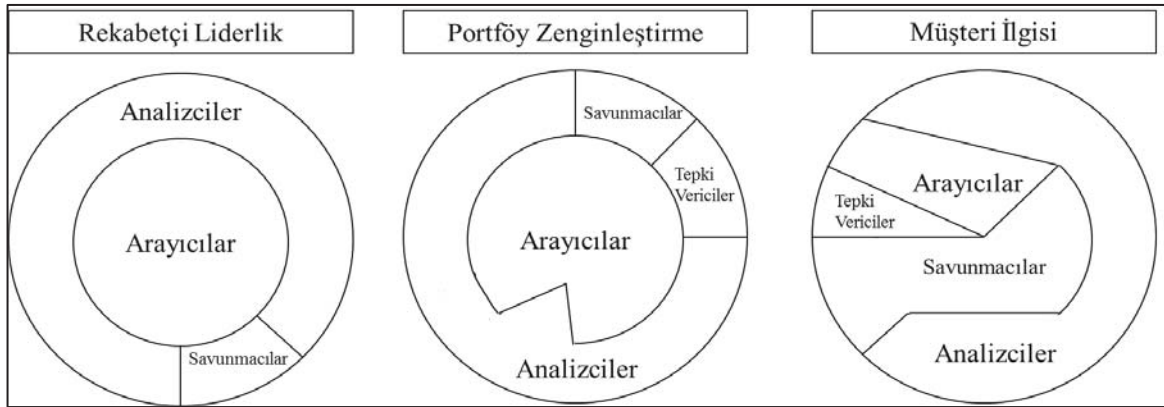 Rekabetçi Liderlik
Analizciler
Arayıcılar
Savunmacılar
Portföy Zenginleştirme
Savunmacılar
Tepki
Vericiler
Arayıcılar
Analizciler
Müşteri İlgisi
Arayıcılar
Tepki
Vericiler
Savunmacılar
Analizciler